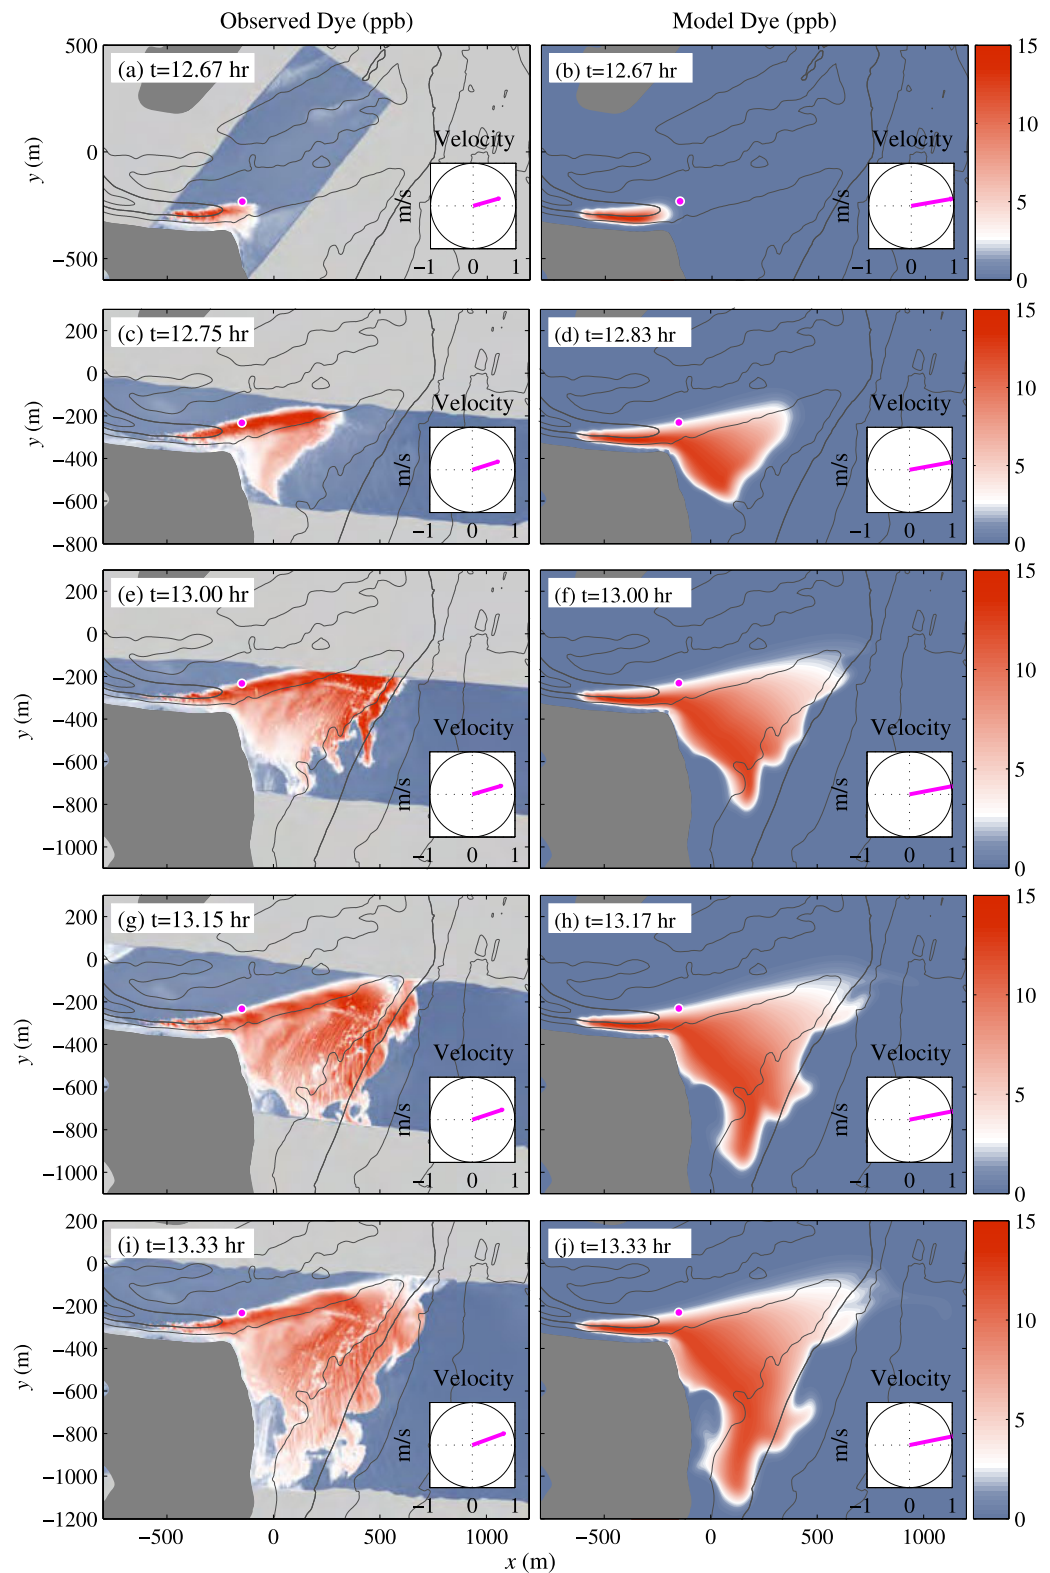 Observed Dye (ppb)
Model Dye (ppb)
(a) t=12.67 hr
(b) t=12.67 hr
500
0
−500
y (m)
Velocity
m/s
−1 0 1
Velocity
m/s
−1 0 1
15
10
5
0
(c) t=12.75 hr
(d) t=12.83 hr
200
0
−200
−400
−600
−800
y (m)
Velocity
m/s
−1 0 1
Velocity
m/s
−1 0 1
15
10
5
0
(e) t=13.00 hr
(f) t=13.00 hr
200
0
−200
−400
−600
−800
−1000
y (m)
Velocity
m/s
−1 0 1
Velocity
m/s
−1 0 1
15
10
5
0
(g) t=13.15 hr
(h) t=13.17 hr
200
0
−200
−400
−600
−800
−1000
y (m)
Velocity
m/s
−1 0 1
Velocity
m/s
−1 0 1
15
10
5
0
(i) t=13.33 hr
(j) t=13.33 hr
200
0
−200
−400
−600
−800
−1000
−1200
y (m)
Velocity
m/s
−1 0 1
Velocity
m/s
−1 0 1
15
10
5
0
−500 0 500 1000
−500 0 500 1000
x (m)